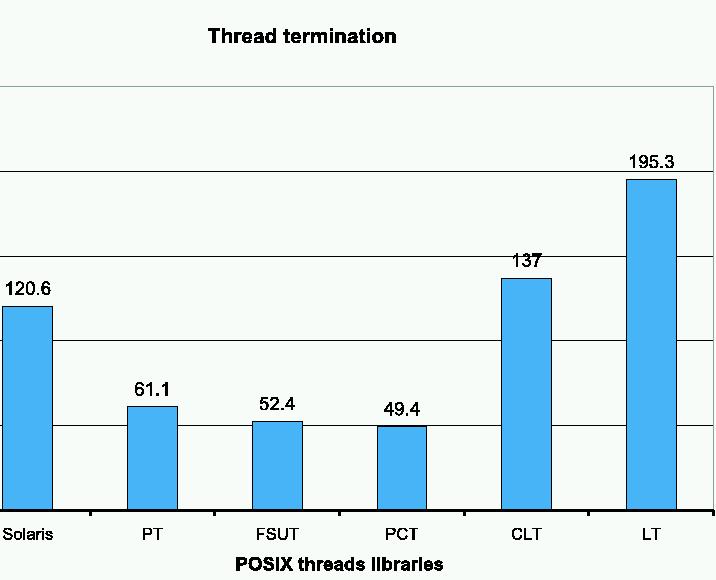 Thread termination
195.3
137
120.6
61.1
52.4
49.4
Solaris PT FSUT PCT CLT LT
POSIX threads libraries